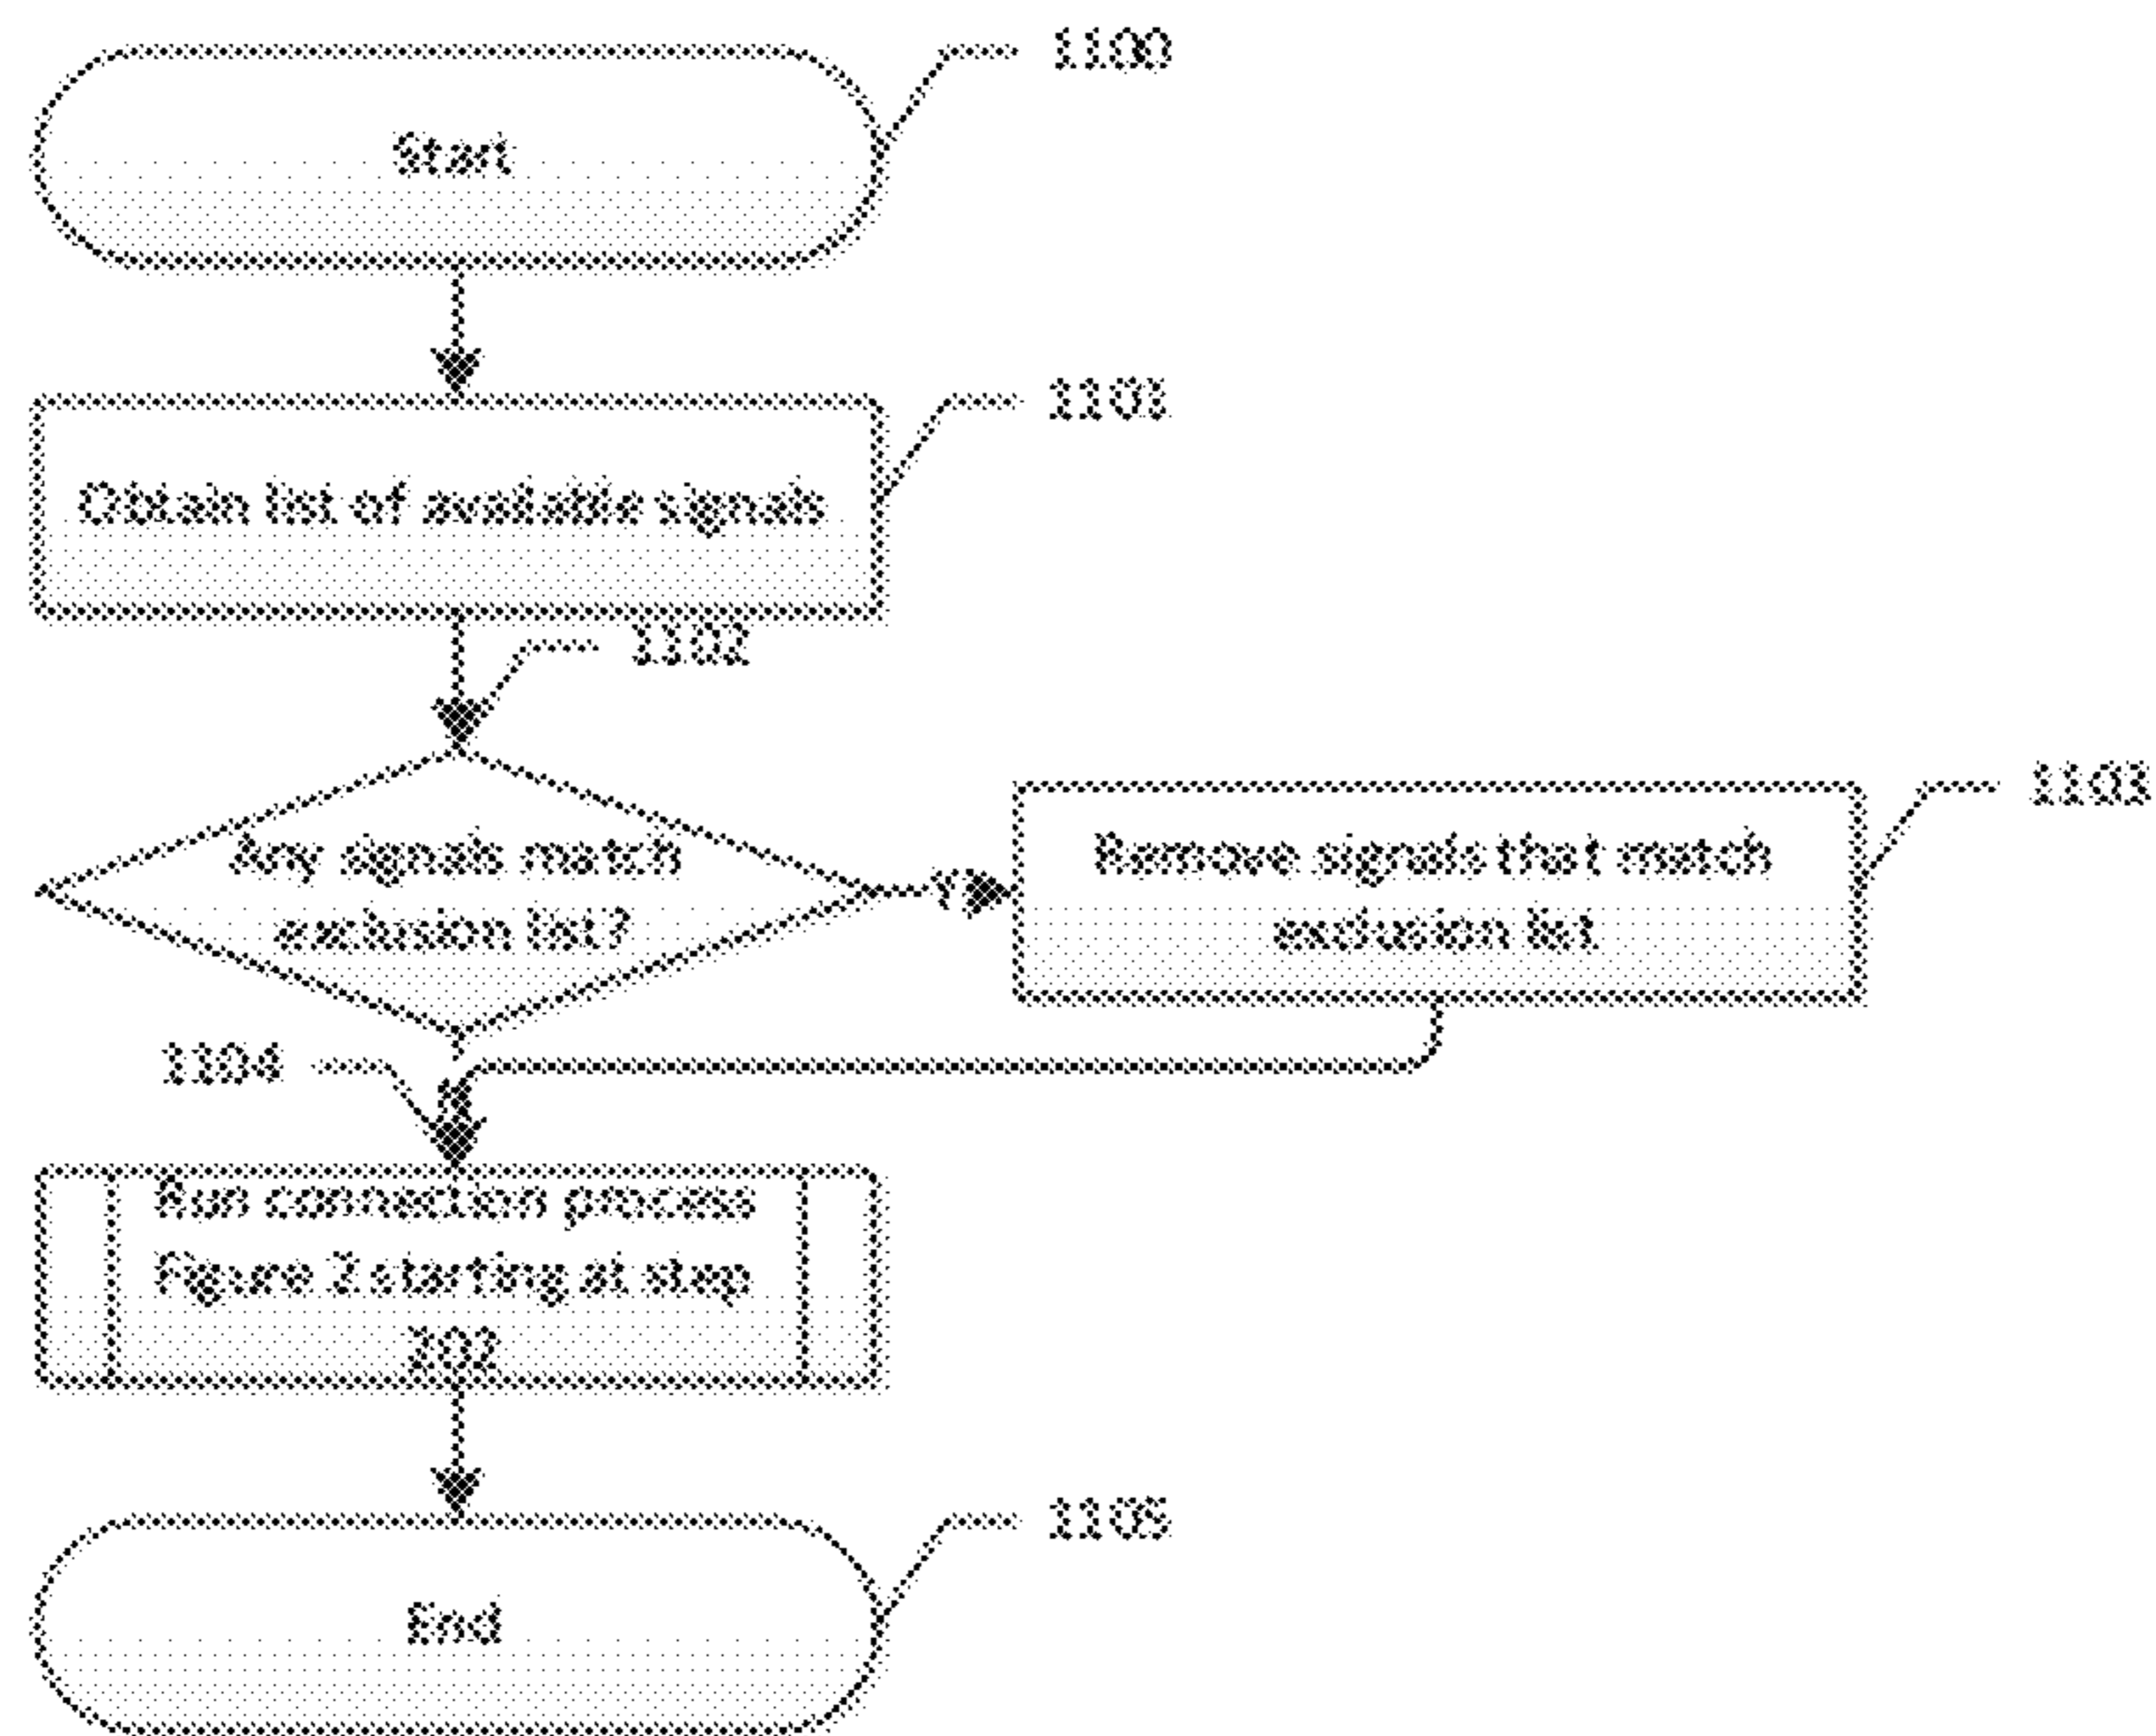 1100
Start
1101
Obtain list of available signals
1102
1103
Any signals match
exclusion list?
Remove signals that match
exclusion list
1104
Run connection process
Figure 2 starting at step
202
1105
End